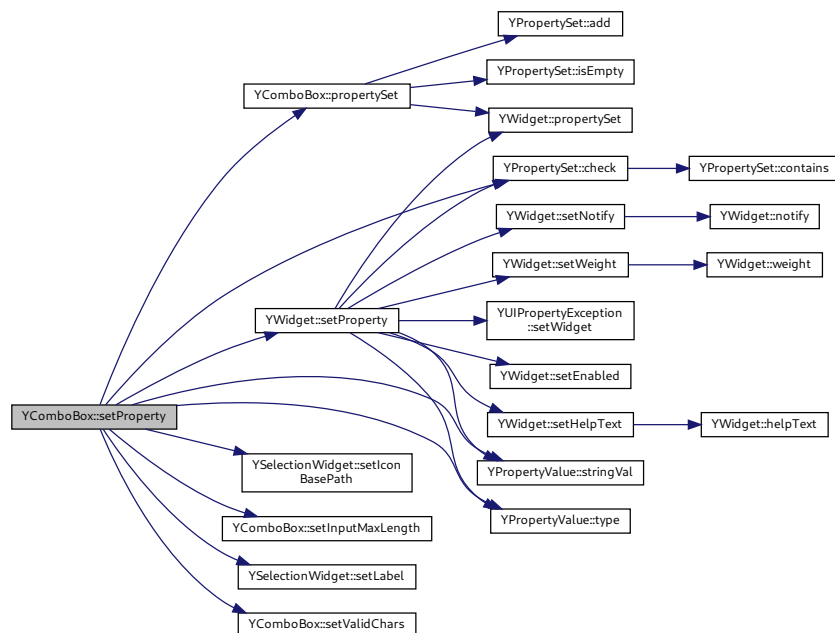 YPropertySet::add
YPropertySet::isEmpty
YComboBox::propertySet
YWidget::propertySet
YPropertySet::check
YPropertySet::contains
YWidget::setNotify
YWidget::notify
YWidget::setWeight
YWidget::weight
YWidget::setProperty
YUIPropertyException
::setWidget
YWidget::setEnabled
YComboBox::setProperty
YWidget::setHelpText
YWidget::helpText
YSelectionWidget::setIcon
BasePath
YPropertyValue::stringVal
YComboBox::setInputMaxLength
YPropertyValue::type
YSelectionWidget::setLabel
YComboBox::setValidChars